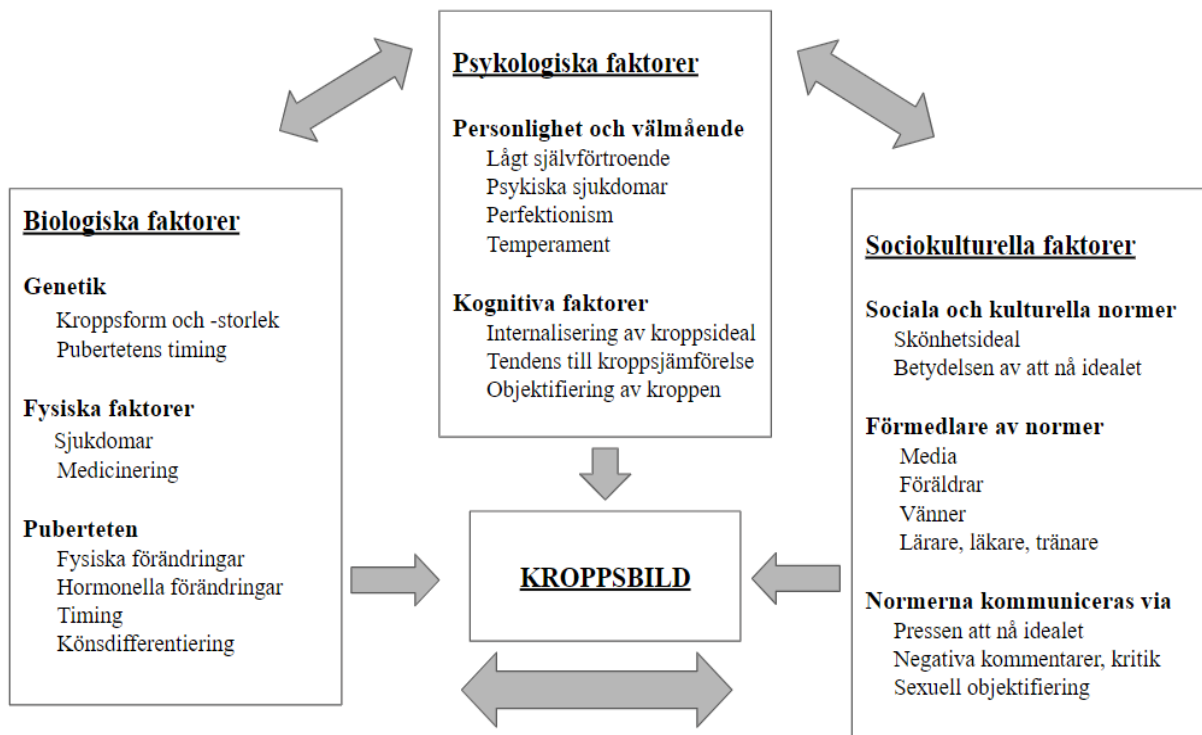 Psykologiska faktorer
Personlighet och välmående
Lågt självförtroende
Psykiska sjukdomar
Perfektionism
Temperament
Kognitiva faktorer
Internalisering av kroppsideal
Tendens till kroppsjämförelse
Objektifiering av kroppen
Biologiska faktorer
Genetik
Kroppsform och -storlek
Pubertetens timing
Fysiska faktorer
Sjukdomar
Medicinering
Puberteten
Fysiska förändringar
Hormonella förändringar
Timing
Könsdifferentiering
KROPPSBILD
Sociokulturella faktorer
Sociala och kulturella normer
Skönhetsideal
Betydelsen av att nå idealet
Förmedlare av normer
Media
Föräldrar
Vänner
Lärare, läkare, tränare
Normerna kommuniceras via
Pressen att nå idealet
Negativa kommentarer, kritik
Sexuell objektifiering